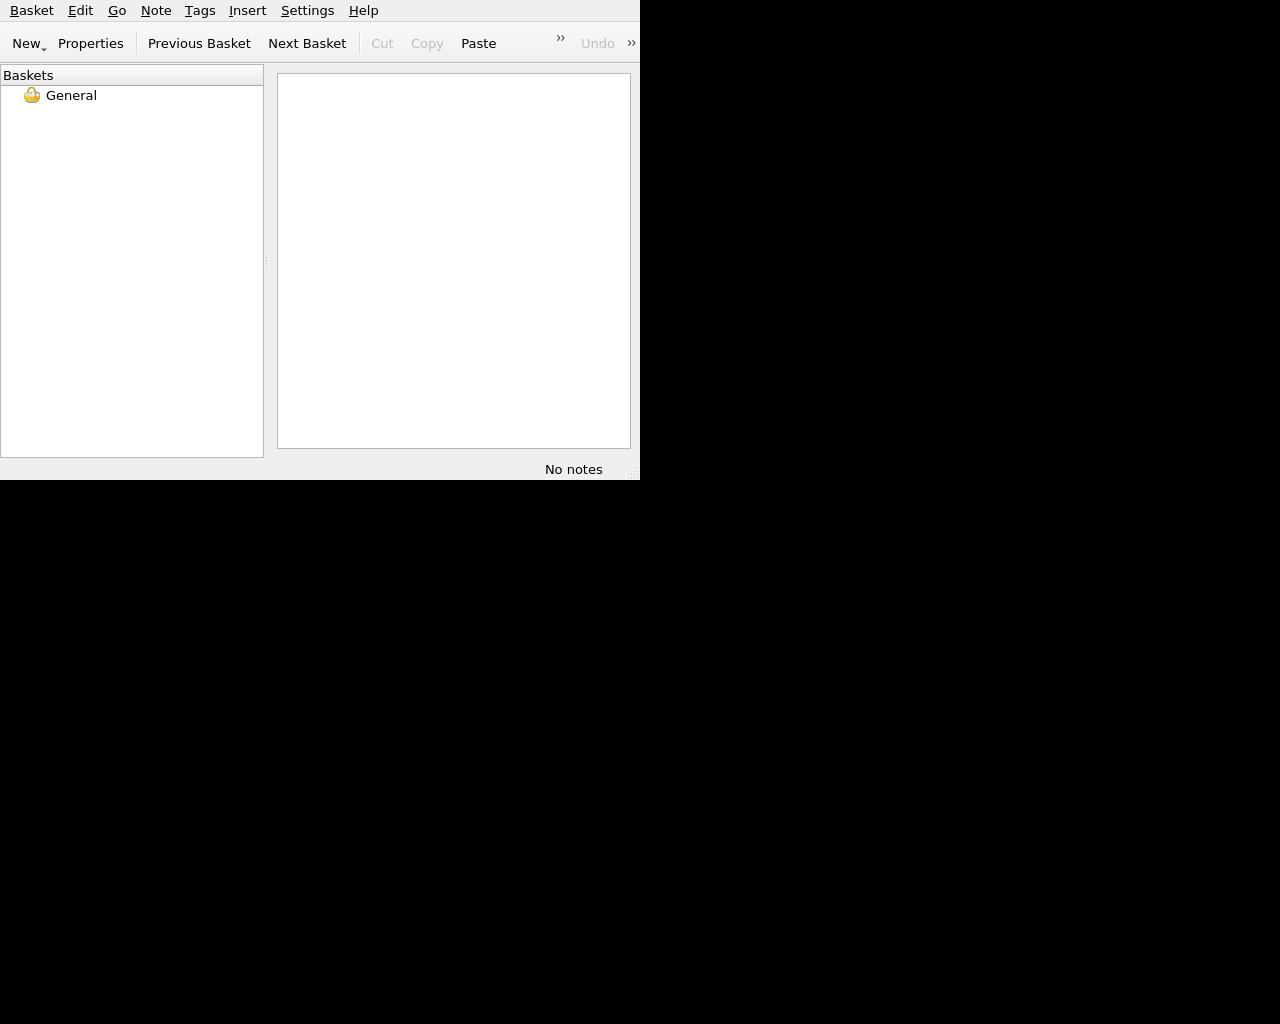 Basket Edit Go Note Tags Insert Settings Help
New Properties Previous Basket Next Basket Cut Copy Paste ›› Undo ››
Baskets
General
No notes